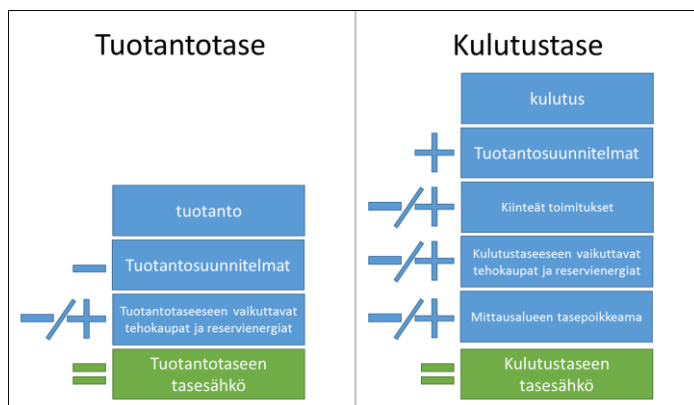 Tuotantotase
tuotanto
Tuotantosuunnitelmat
Tuotantotaseeseen vaikuttavat
tehokaupat ja reservienergiat
Tuotantotaseen
tasesähkö
Kulutustase
kulutus
Tuotantosuunnitelmat
Kiinteät toimitukset
Kulutustaseeseen vaikuttavat
tehokaupat ja reservienergiat
Mittausalueen tasepoikkeama
Kulutustaseen
tasesähkö